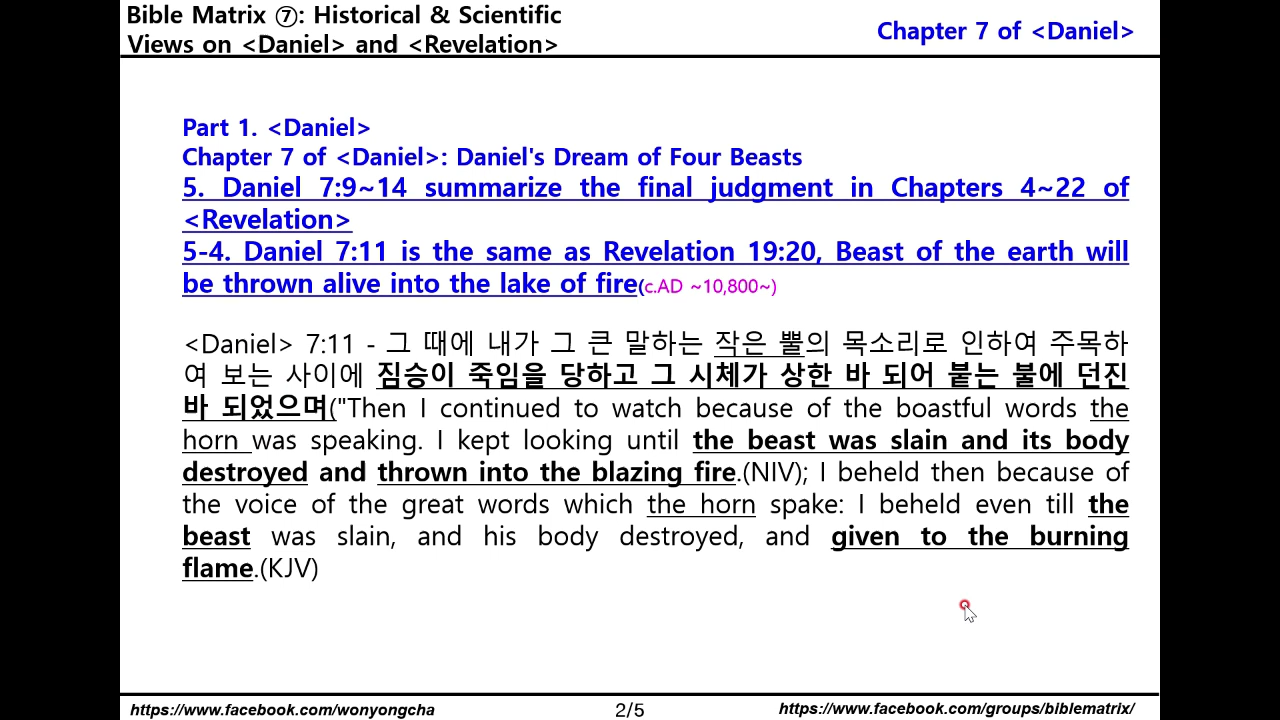 Bible Matrix ⑦: Historical & Scientific
Views on <Daniel> and <Revelation>
Chapter 7 of <Daniel>
Part 1. <Daniel>
Chapter 7 of <Daniel>: Daniel's Dream of Four Beasts
5. Daniel 7:9~14 summarize the final judgment in Chapters 4~22 of
<Revelation>
5-4. Daniel 7:11 is the same as Revelation 19:20, Beast of the earth will
be thrown alive into the lake of fire(c.AD ~10,800~)
<Daniel> 7:11 - 그 때에 내가 그 큰 말하는 작은 뿔의 목소리로 인하여 주목하
여 보는 사이에 짐승이 죽임을 당하고 그 시체가 상한 바 되어 붙는 불에 던진
바 되었으며("Then I continued to watch because of the boastful words the
horn was speaking. I kept looking until the beast was slain and its body
destroyed and thrown into the blazing fire.(NIV); I beheld then because of
the voice of the great words which the horn spake: I beheld even till the
beast was slain, and his body destroyed, and given to the burning
flame.(KJV)
https://www.facebook.com/wonyongcha
2/5
https://www.facebook.com/groups/biblematrix/